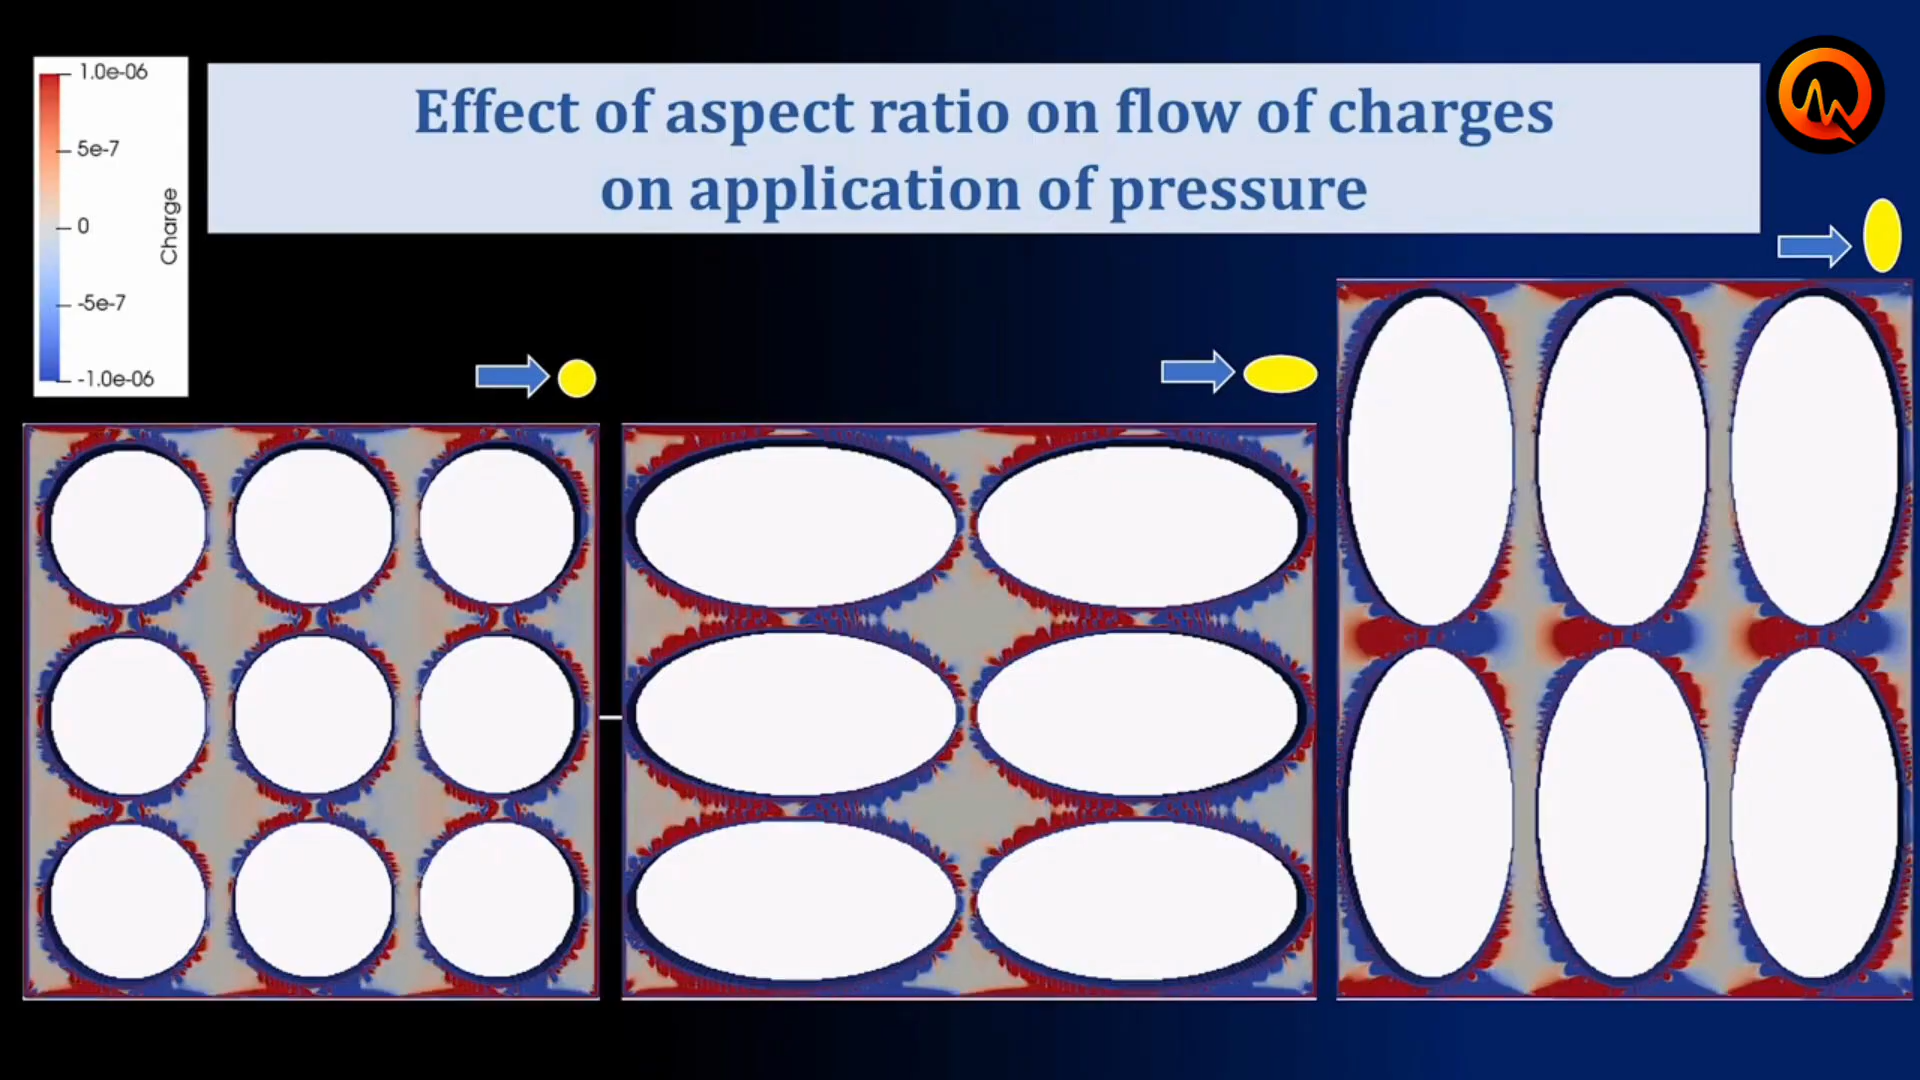 Effect of aspect ratio on flow of charges
on application of pressure
1.0e-06
5e-7
0
-5e-7
-1.0e-06
Charge